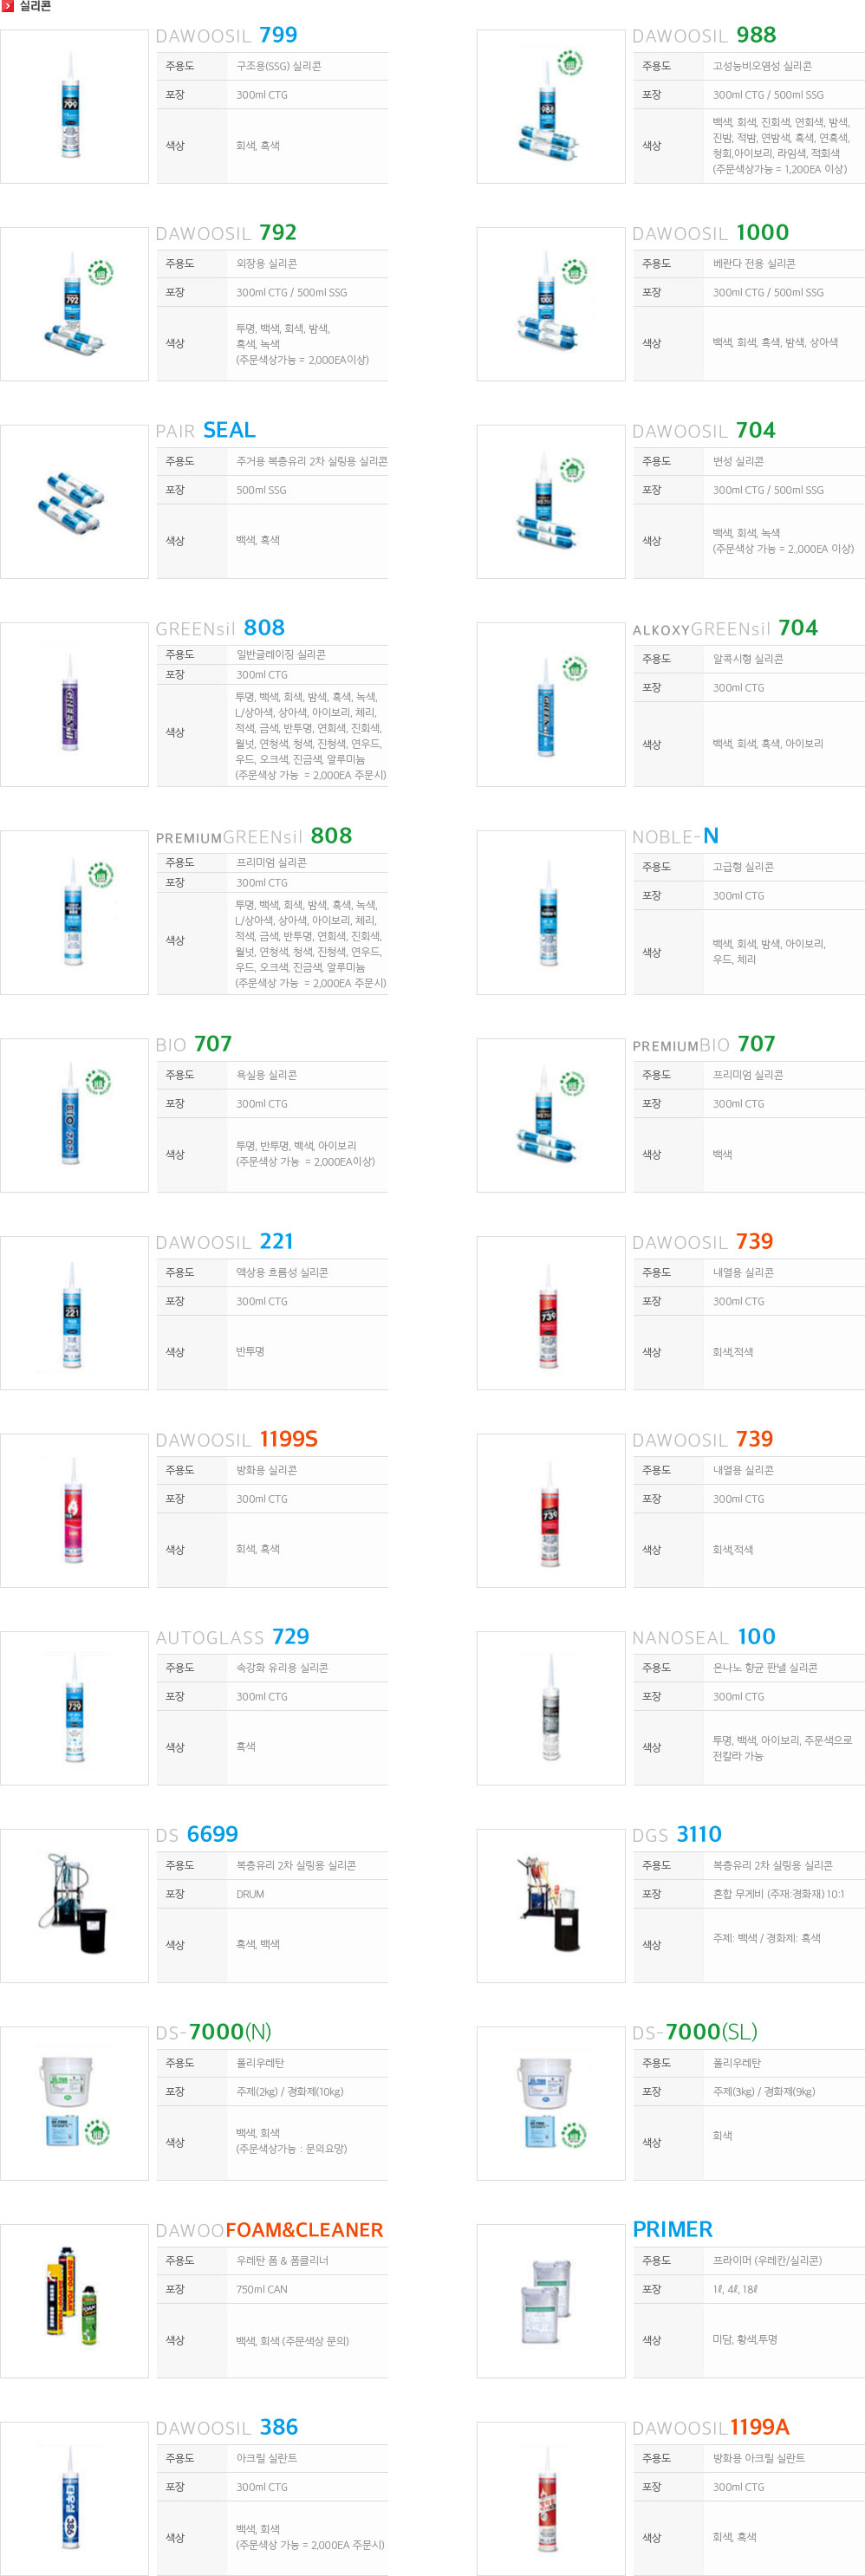 실리콘
DAWOOSIL 799
주용도 구조용(SSG) 실리콘
포장 300ml CTG
색상 회색, 흑색
DAWOOSIL 988
주용도 고성능비오염성 실리콘
포장 300ml CTG / 500ml SSG
색상 백색, 회색, 진회색, 연회색, 밤색,
진밤, 적밤, 연밤색, 흑색, 연흑색,
청회,아이보리, 라임색, 적회색
(주문색상가능 = 1,200EA 이상)
DAWOOSIL 792
주용도 외장용 실리콘
포장 300ml CTG / 500ml SSG
색상 투명, 백색, 회색, 밤색,
흑색, 녹색
(주문색상가능 = 2,000EA이상)
DAWOOSIL 1000
주용도 베란다 전용 실리콘
포장 300ml CTG / 500ml SSG
색상 백색, 회색, 흑색, 밤색, 상아색
PAIR SEAL
주용도 주거용 복층유리 2차 실링용 실리콘
포장 500ml SSG
색상 백색, 흑색
DAWOOSIL 704
주용도 변성 실리콘
포장 300ml CTG / 500ml SSG
색상 백색, 회색, 녹색
(주문색상 가능 = 2.,000EA 이상)
GREENsil 808
주용도 일반글레이징 실리콘
포장 300ml CTG
색상 투명, 백색, 회색, 밤색, 흑색, 녹색,
L/상아색, 상아색, 아이보리, 체리,
적색, 금색, 반투명, 연회색, 진회색,
월넛, 연청색, 청색, 진청색, 연우드,
우드, 오크색, 진금색, 알루미늄
(주문색상 가능 = 2,000EA 주문시)
ALKOXYGREENsil 704
주용도 알콕시형 실리콘
포장 300ml CTG
색상 백색, 회색, 흑색, 아이보리
PREMIUMGREENsil 808
주용도 프리미엄 실리콘
포장 300ml CTG
색상 투명, 백색, 회색, 밤색, 흑색, 녹색,
L/상아색, 상아색, 아이보리, 체리,
적색, 금색, 반투명, 연회색, 진회색,
월넛, 연청색, 청색, 진청색, 연우드,
우드, 오크색, 진금색, 알루미늄
(주문색상 가능 = 2,000EA 주문시)
NOBLE-N
주용도 고급형 실리콘
포장 300ml CTG
색상 백색, 회색, 밤색, 아이보리,
우드, 체리
BIO 707
주용도 욕실용 실리콘
포장 300ml CTG
색상 투명, 반투명, 백색, 아이보리
(주문색상 가능 = 2,000EA이상)
PREMIUMBIO 707
주용도 프리미엄 실리콘
포장 300ml CTG
색상 백색
DAWOOSIL 221
주용도 액상용 흐름성 실리콘
포장 300ml CTG
색상 반투명
DAWOOSIL 739
주용도 내열용 실리콘
포장 300ml CTG
색상 회색,적색
DAWOOSIL 1199S
주용도 방화용 실리콘
포장 300ml CTG
색상 회색, 흑색
DAWOOSIL 739
주용도 내열용 실리콘
포장 300ml CTG
색상 회색,적색
AUTOGLASS 729
주용도 속강화 유리용 실리콘
포장 300ml CTG
색상 흑색
NANOSEAL 100
주용도 은나노 향균 판넬 실리콘
포장 300ml CTG
색상 투명, 백색, 아이보리, 주문색으로
전칼라 가능
DS 6699
주용도 복층유리 2차 실링용 실리콘
포장 DRUM
색상 흑색, 백색
DGS 3110
주용도 복층유리 2차 실링용 실리콘
포장 혼합 무게비 (주재:경화재) 10:1
색상 주제: 백색 / 경화제: 흑색
DS-7000(N)
주용도 폴리우레탄
포장 주제(2kg) / 경화제(10kg)
색상 백색, 회색
(주문색상가능 : 문의요망)
DS-7000(SL)
주용도 폴리우레탄
포장 주제(3kg) / 경화제(9kg)
색상 회색
DAWOOFOAM&CLEANER
주용도 우레탄 폼 & 폼클리너
포장 750ml CAN
색상 백색, 회색 (주문색상 문의)
PRIMER
주용도 프라이머 (우레칸/실리콘)
포장 1ℓ, 4ℓ, 18ℓ
색상 미담, 황색,투명
DAWOOSIL 386
주용도 아크릴 실란트
포장 300ml CTG
색상 백색, 회색
(주문색상 가능 = 2,000EA 주문시)
DAWOOSIL1199A
주용도 방화용 아크릴 실란트
포장 300ml CTG
색상 회색, 흑색